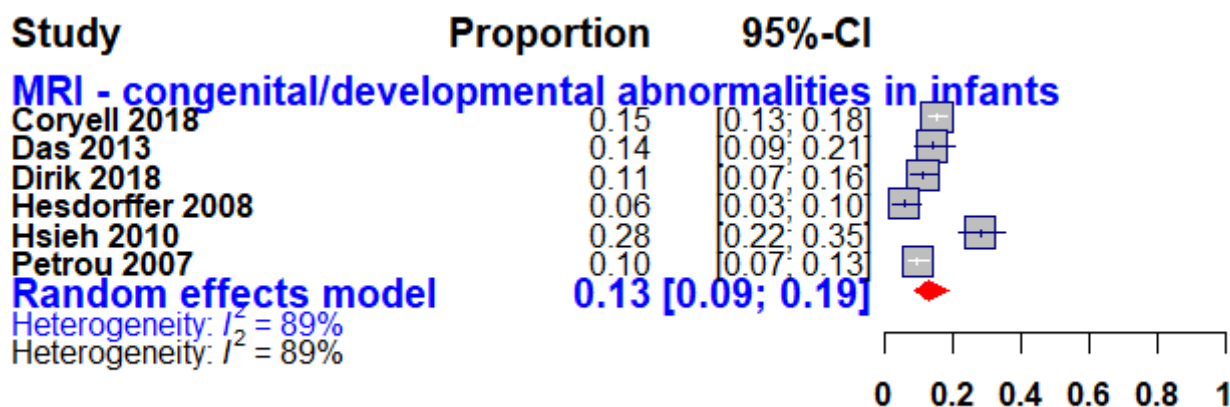 Study Proportion 95%-CI
MRI - congenital/developmental abnormalities in infants
Coryell 2018 0.15 [0.13; 0.18]
Das 2013 0.14 [0.09; 0.21]
Dirik 2018 0.11 [0.07; 0.16]
Hesdorffer 2008 0.06 [0.03; 0.10]
Hsieh 2010 0.28 [0.22; 0.35]
Petrou 2007 0.10 [0.07; 0.13]
Random effects model 0.13 [0.09; 0.19]
Heterogeneity: I² = 89%
Heterogeneity: I² = 89%
0 0.2 0.4 0.6 0.8 1